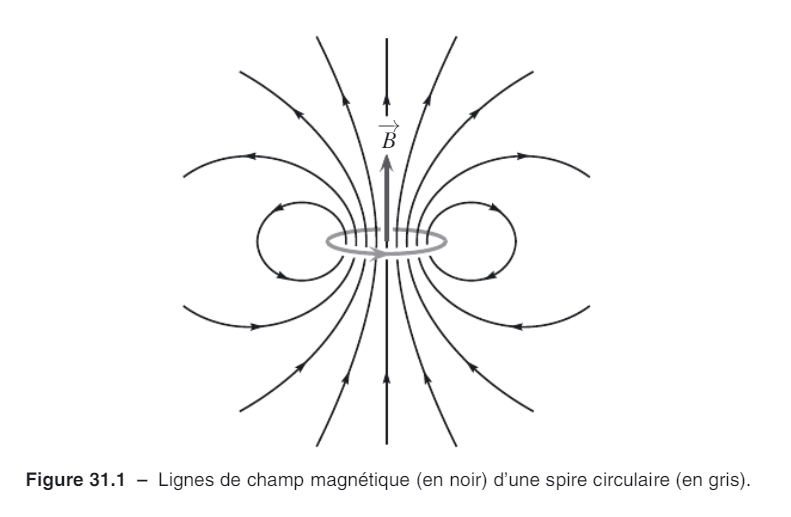 B
Figure 31.1 – Lignes de champ magnétique (en noir) d’une spire circulaire (en gris).